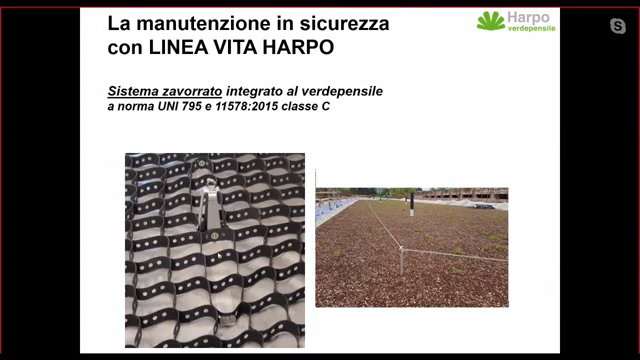 La manutenzione in sicurezza
con LINEA VITA HARPO
Harpo
verdepensile
Sistema zavorrato integrato al verdepensile
a norma UNI 795 e 11578:2015 classe C